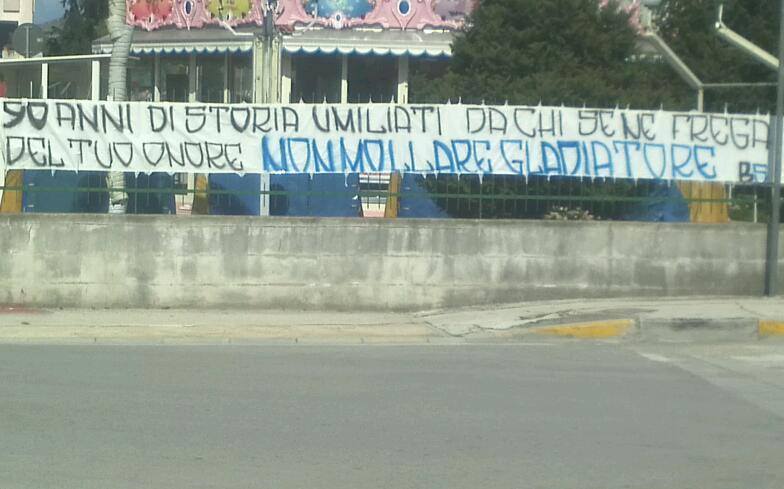 90 ANNI DI STORIA UMILIATI DA CHI SE NE FREGA
DEL TUO ONORE NON MOLLARE GLADIATORE BS